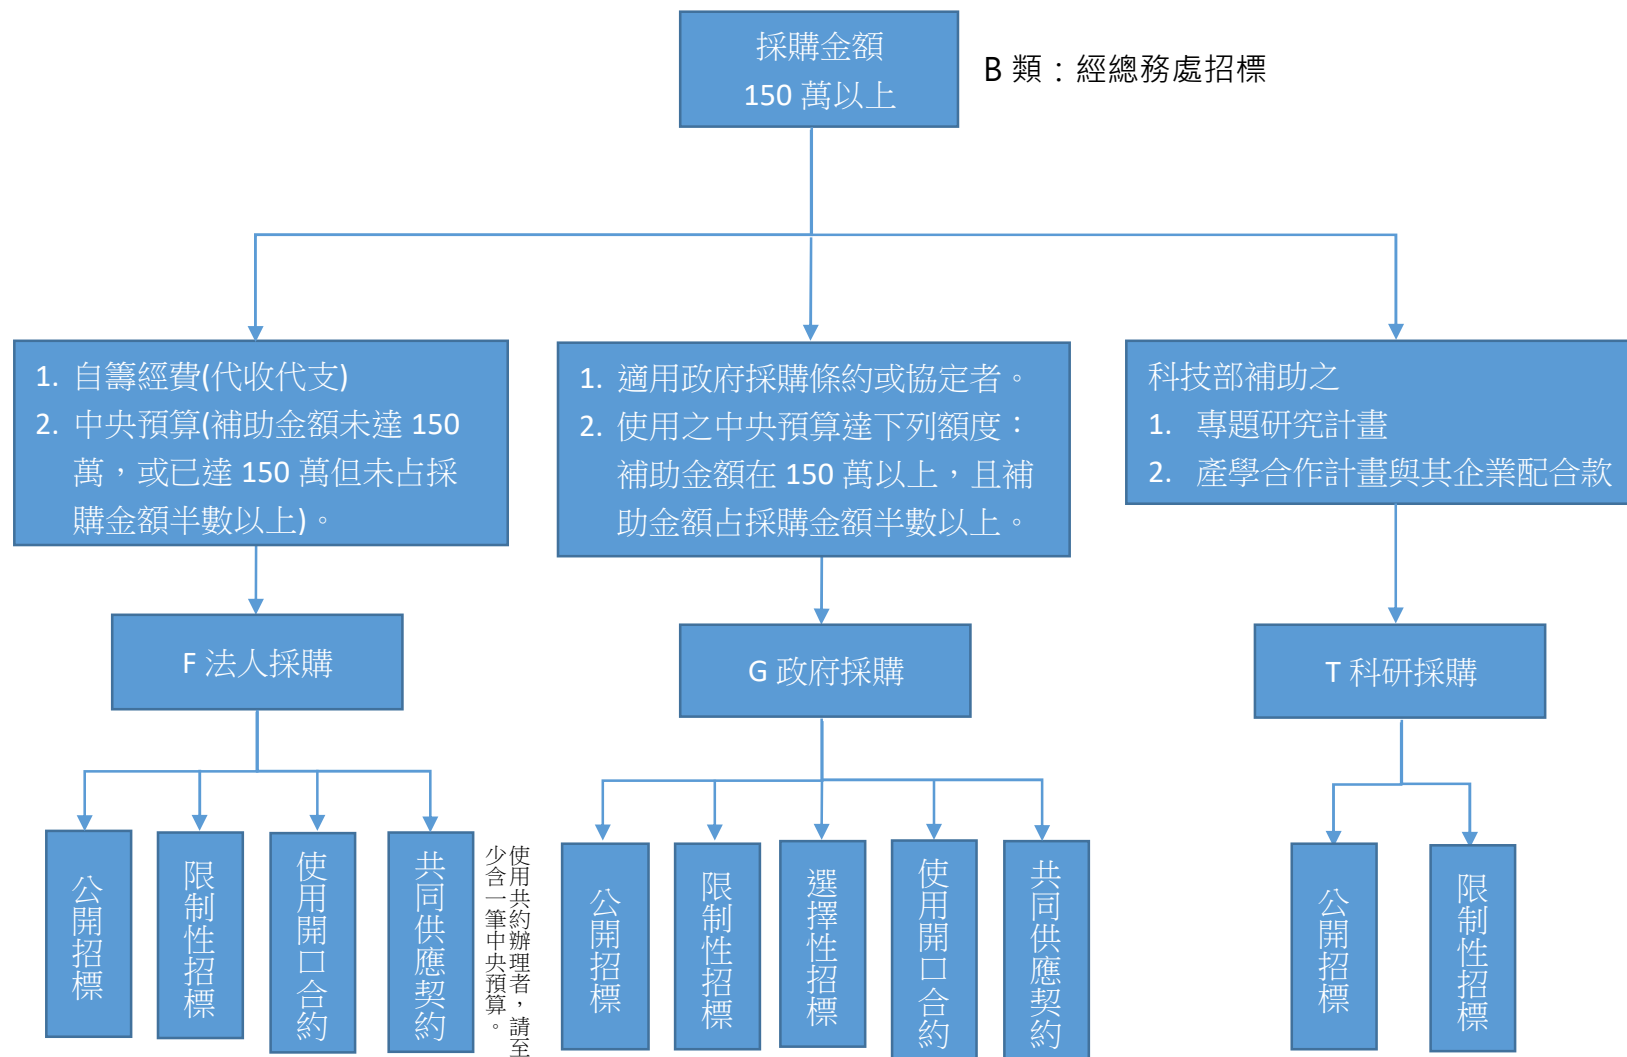 採購金額
150 萬以上
B 類：經總務處招標
1. 自籌經費(代收代支)
2. 中央預算(補助金額未達 150
萬，或已達 150 萬但未占採
購金額半數以上)。
1. 適用政府採購條約或協定者。
2. 使用之中央預算達下列額度：
補助金額在 150 萬以上，且補
助金額占採購金額半數以上。
科技部補助之
1. 專題研究計畫
2. 產學合作計畫與其企業配合款
F 法人採購
G 政府採購
T 科研採購
公開招標
限制性招標
使用開口合約
共同供應契約
使用共約辦理者，請至
少含一筆中央預算。
公開招標
限制性招標
選擇性招標
使用開口合約
共同供應契約
公開招標
限制性招標